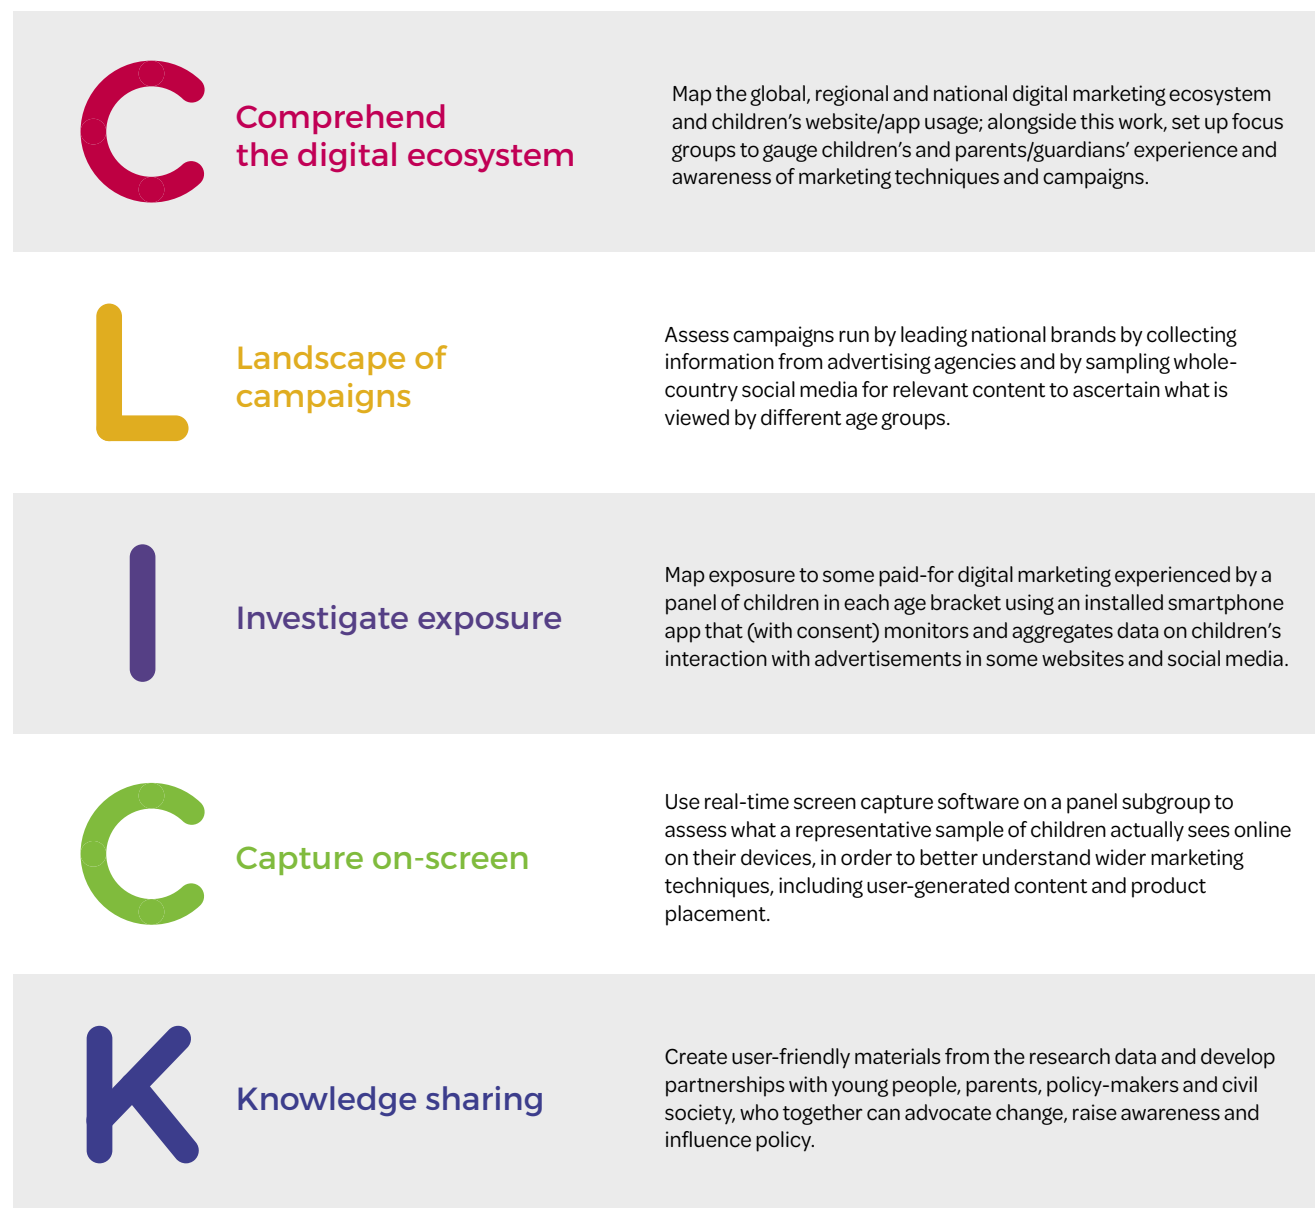 C
Comprehend
the digital ecosystem
Map the global, regional and national digital marketing ecosystem
and children’s website/app usage; alongside this work, set up focus
groups to gauge children’s and parents/guardians’ experience and
awareness of marketing techniques and campaigns.
L
Landscape of
campaigns
Assess campaigns run by leading national brands by collecting
information from advertising agencies and by sampling whole-
country social media for relevant content to ascertain what is
viewed by different age groups.
I
Investigate exposure
Map exposure to some paid-for digital marketing experienced by a
panel of children in each age bracket using an installed smartphone
app that (with consent) monitors and aggregates data on children’s
interaction with advertisements in some websites and social media.
C
Capture on-screen
Use real-time screen capture software on a panel subgroup to
assess what a representative sample of children actually sees online
on their devices, in order to better understand wider marketing
techniques, including user-generated content and product
placement.
K
Knowledge sharing
Create user-friendly materials from the research data and develop
partnerships with young people, parents, policy-makers and civil
society, who together can advocate change, raise awareness and
influence policy.